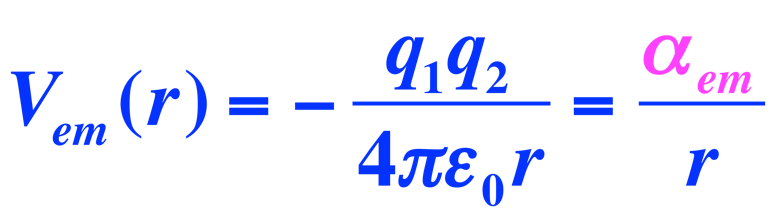 V_em(r) = − q₁q₂ / 4πε₀r = α_em / r